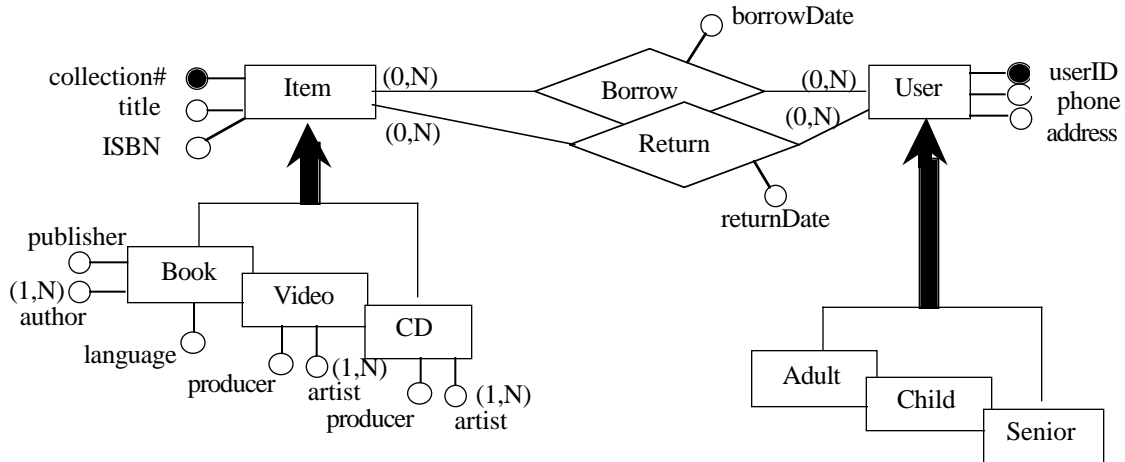 borrowDate
collection#
Item
(0,N)
Borrow
(0,N)
User
userID
title
phone
ISBN
(0,N)
Return
(0,N)
address
returnDate
publisher
Book
(1,N)
author
Video
language
CD
producer
artist
(1,N)
producer
(1,N)
artist
Adult
Child
Senior